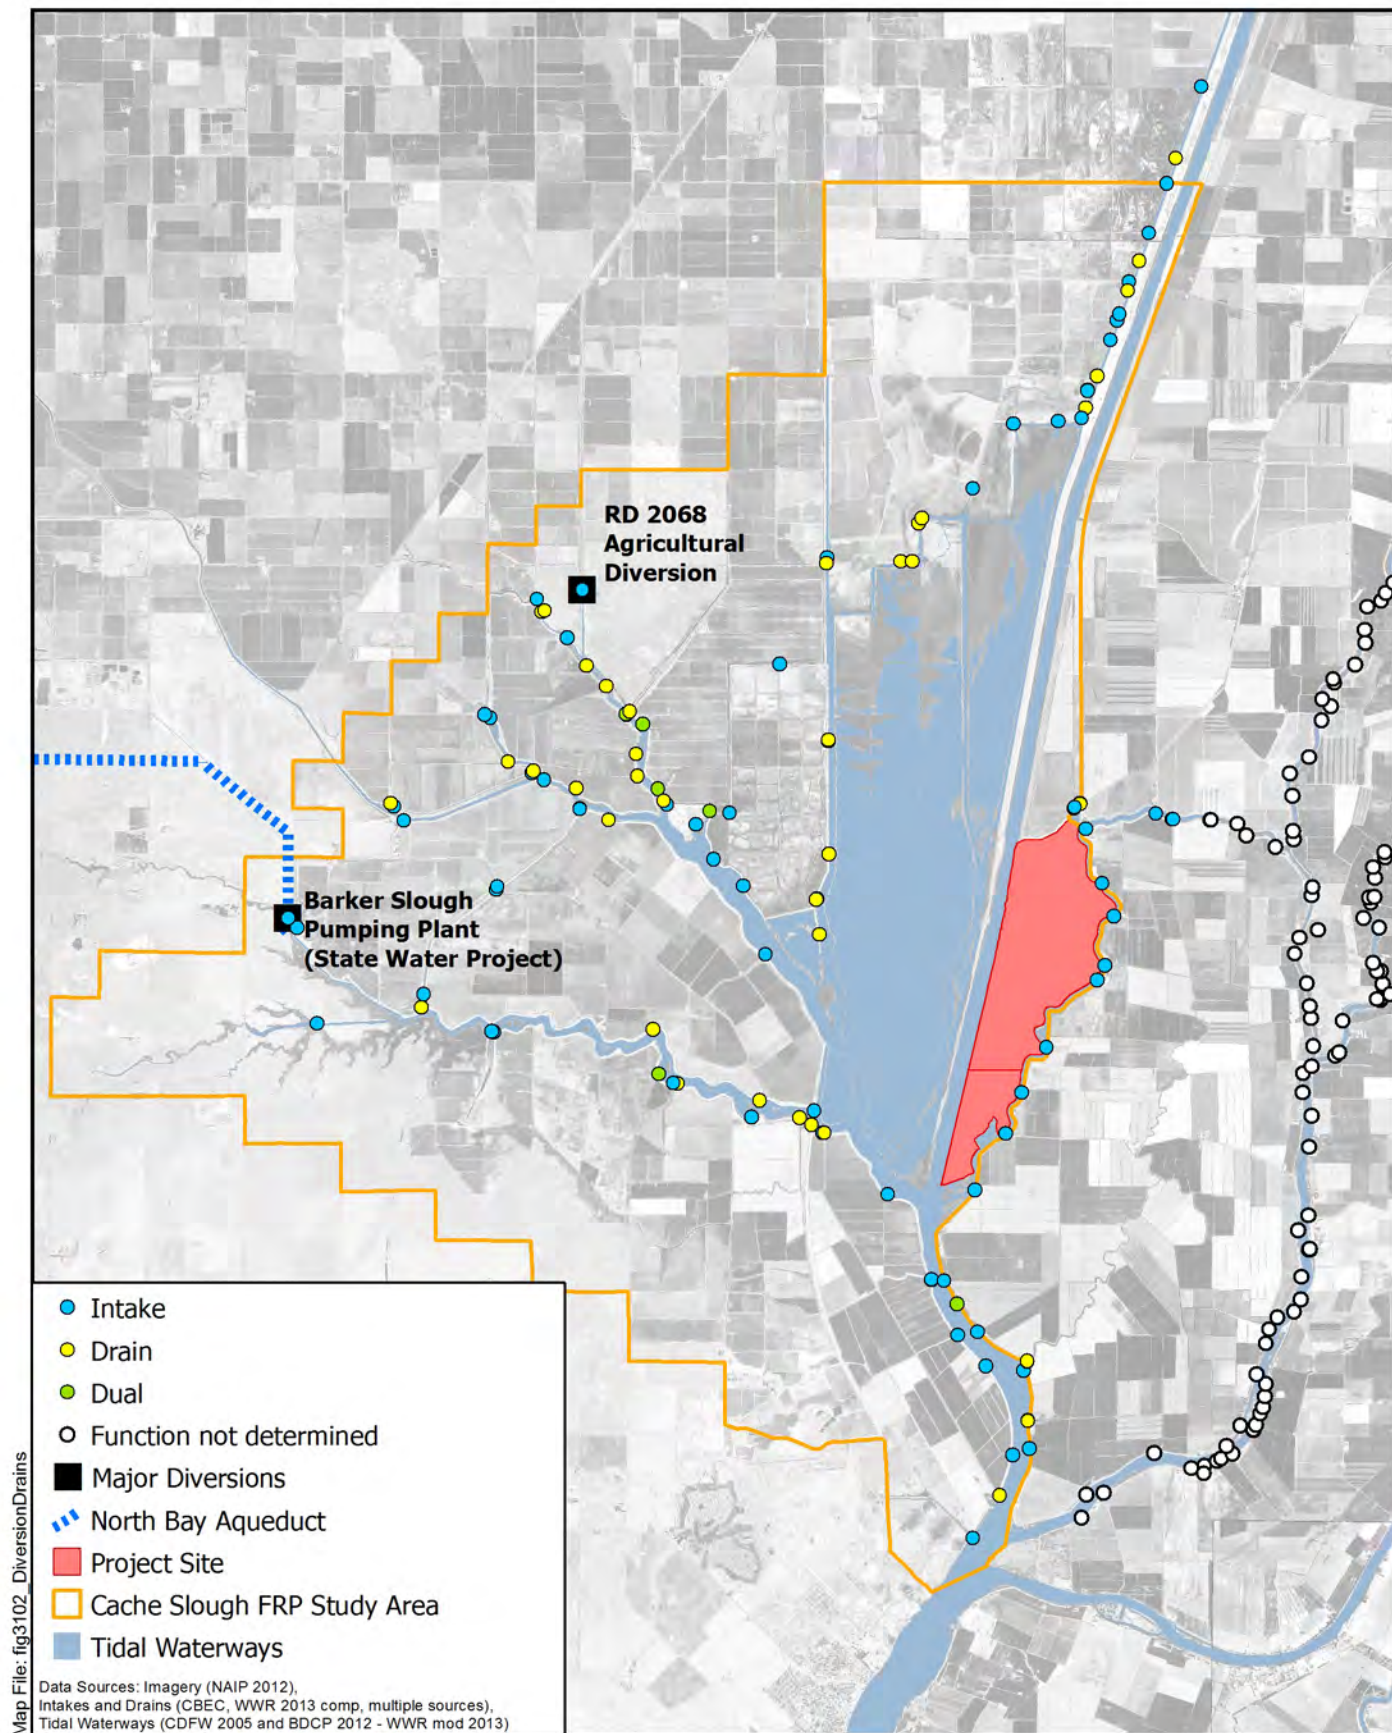 RD 2068
Agricultural
Diversion
Barker Slough
Pumping Plant
(State Water Project)
Intake
Drain
Dual
Function not determined
Major Diversions
North Bay Aqueduct
Project Site
Cache Slough FRP Study Area
Tidal Waterways
Data Sources: Imagery (NAIP 2012),
Intakes and Drains (CBEC, WWR 2013 comp, multiple sources),
Tidal Waterways (CDFW 2005 and BDCP 2012 - WWR mod 2013)
Map File: fig3102_DiversionDrains